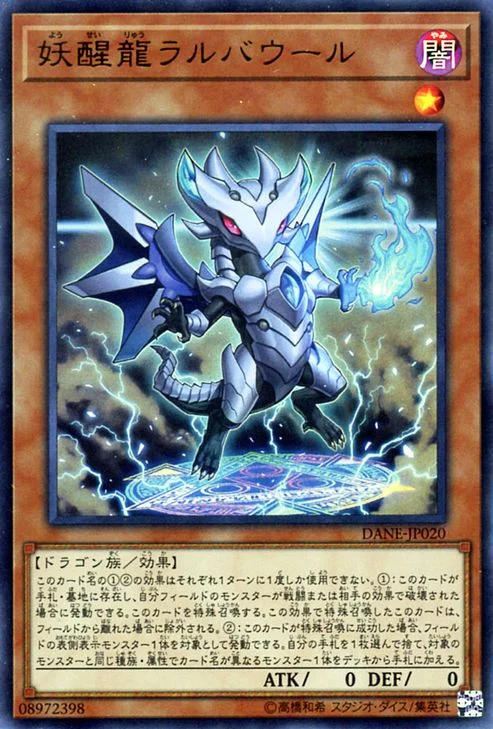 妖醒龍ラルバウール
闇
DANE-JP020
【ドラゴン族／効果】
このカード名の①②の効果はそれぞれ1ターンに1度しか使用できない。①：このカードが
手札・墓地に存在し、自分フィールドのモンスターが戦闘または相手の効果で破壊された
場合に発動できる。このカードを特殊召喚する。この効果で特殊召喚したこのカードは、
フィールドから離れた場合に除外される。②：このカードが特殊召喚に成功した場合、フィール
ドの表側表示モンスター1体を対象として発動できる。自分の手札を1枚選んで捨て、対象の
モンスターと同じ種族・属性でカード名が異なるモンスター1体をデッキから手札に加える。
ATK/ 0 DEF/ 0
08972398 ©高橋和希 スタジオ・ダイス/集英社